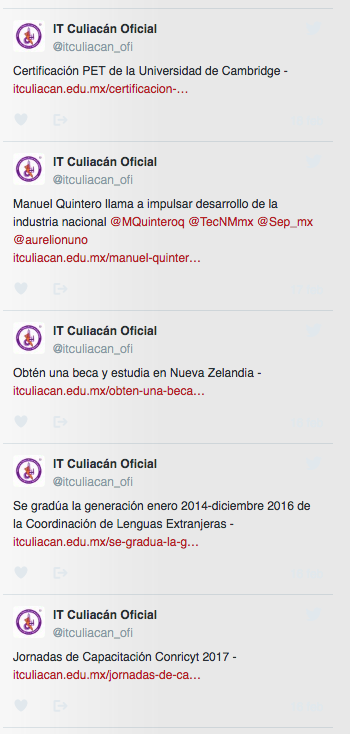 IT Culiacán Oficial
@itculiacan_ofi
Certificación PET de la Universidad de Cambridge -
itculiacan.edu.mx/certificacion-…
IT Culiacán Oficial
@itculiacan_ofi
Manuel Quintero llama a impulsar desarrollo de la
industria nacional @MQuinteroq @TecNMmx @Sep_mx
@aurelionuno
itculiacan.edu.mx/manuel-quinter…
IT Culiacán Oficial
@itculiacan_ofi
Obtén una beca y estudia en Nueva Zelandia -
itculiacan.edu.mx/obten-una-beca…
IT Culiacán Oficial
@itculiacan_ofi
Se gradúa la generación enero 2014-diciembre 2016 de
la Coordinación de Lenguas Extranjeras -
itculiacan.edu.mx/se-gradua-la-g…
IT Culiacán Oficial
@itculiacan_ofi
Jornadas de Capacitación Conricyt 2017 -
itculiacan.edu.mx/jornadas-de-ca…